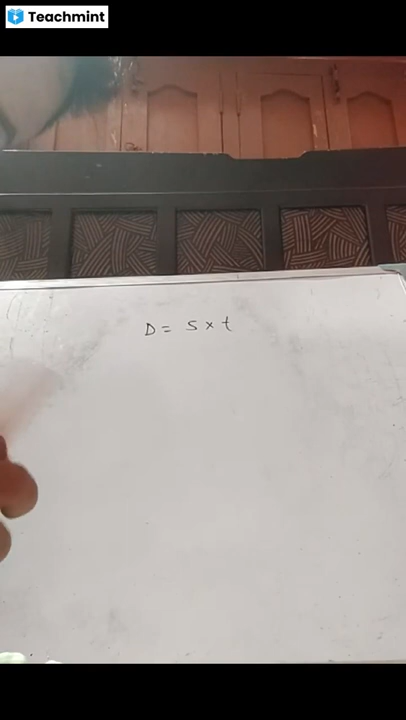 Teachmint
D = s × t